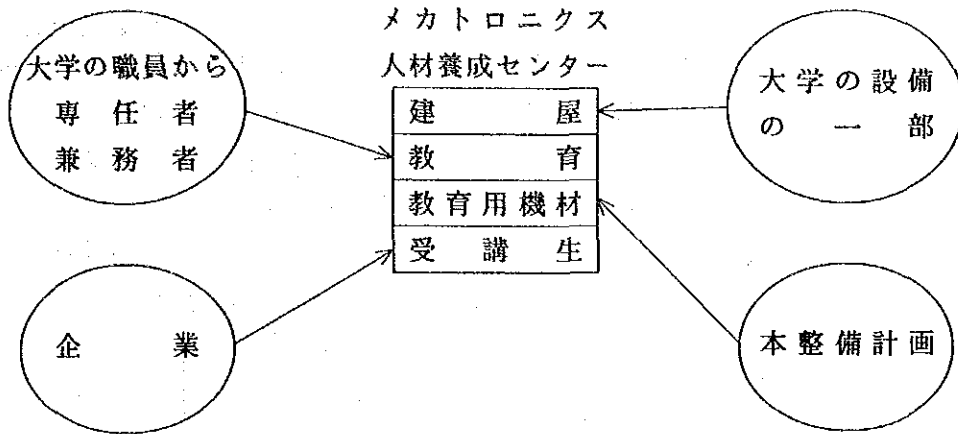 メカトロニクス
人材養成センター
大学の職員から
専任者
兼務者
建屋
教育
教育用機材
受講生
大学の設備
の一部
企業
本整備計画